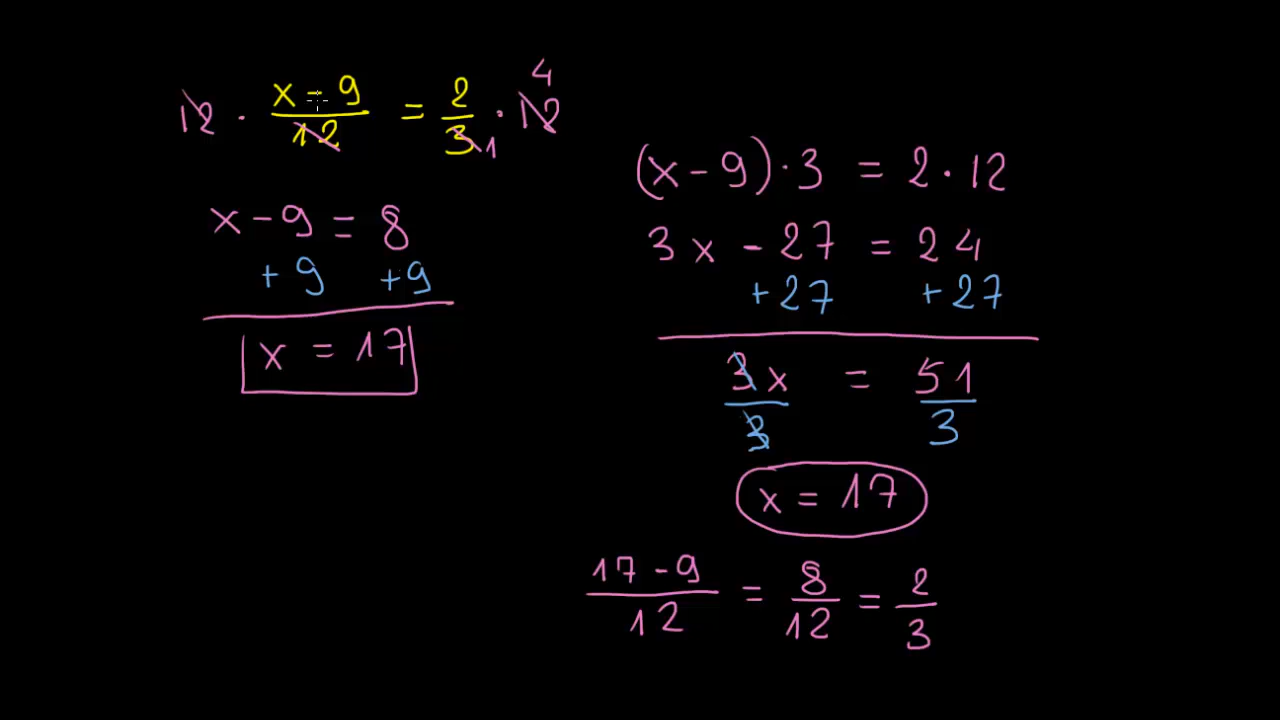 12 · (x - 9)/12 = 2/3 1 · 12 4
x - 9 = 8
+ 9 + 9
x = 17
(x - 9) · 3 = 2 · 12
3x - 27 = 24
+ 27 + 27
3x/3 = 51/3
x = 17
(17 - 9)/12 = 8/12 = 2/3